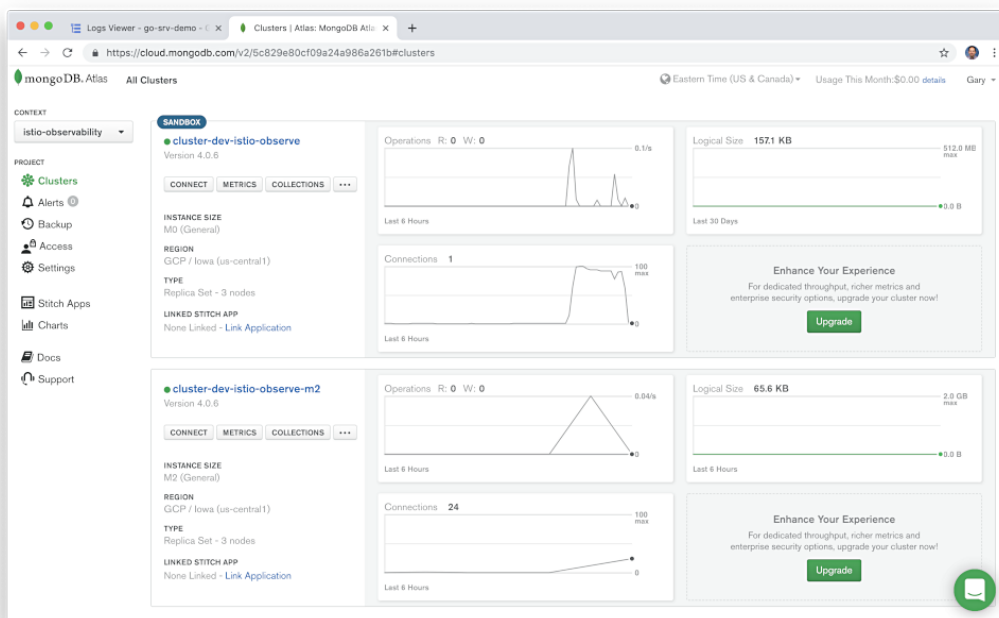 Logs Viewer - go-srv-demo - G
Clusters | Atlas: MongoDB Atla
https://cloud.mongodb.com/v2/5c829e80cf09a24a986a261b#clusters
mongoDB. Atlas
All Clusters
Eastern Time (US & Canada)
Usage This Month:$0.00 details
Gary
CONTEXT
istio-observability
PROJECT
Clusters
Alerts 0
Backup
Access
Settings
Stitch Apps
Charts
Docs
Support
SANDBOX
cluster-dev-istio-observe
Version 4.0.6
CONNECT METRICS COLLECTIONS ...
INSTANCE SIZE
M0 (General)
REGION
GCP / Iowa (us-central1)
TYPE
Replica Set - 3 nodes
LINKED STITCH APP
None Linked - Link Application
Operations R: 0 W: 0
0.1/s
0
Last 6 Hours
Logical Size 157.1 KB
512.0 MB
max
0.0 B
Last 30 Days
Connections 1
100
max
0
Last 6 Hours
Enhance Your Experience
For dedicated throughput, richer metrics and
enterprise security options, upgrade your cluster now!
Upgrade
cluster-dev-istio-observe-m2
Version 4.0.6
CONNECT METRICS COLLECTIONS ...
INSTANCE SIZE
M2 (General)
REGION
GCP / Iowa (us-central1)
TYPE
Replica Set - 3 nodes
LINKED STITCH APP
None Linked - Link Application
Operations R: 0 W: 0
0.04/s
0
Last 6 Hours
Logical Size 65.6 KB
2.0 GB
max
0.0 B
Last 6 Hours
Connections 24
100
max
0
Last 6 Hours
Enhance Your Experience
For dedicated throughput, richer metrics and
enterprise security options, upgrade your cluster now!
Upgrade